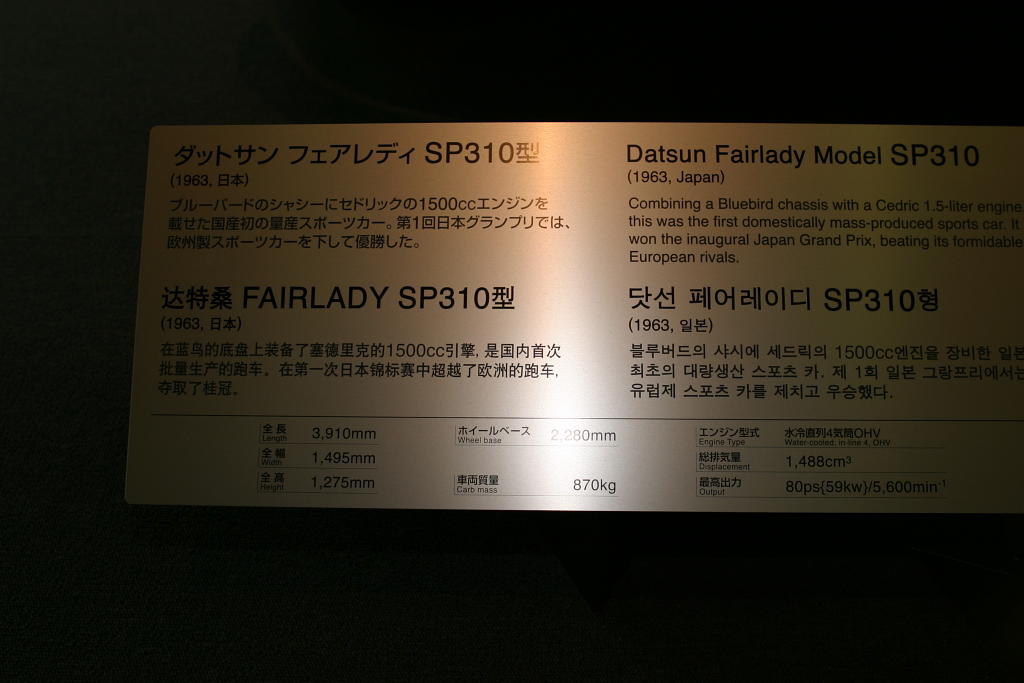 ダットサン フェアレディ SP310型
(1963, 日本)
ブルーバードのシャシーにセドリックの1500ccエンジンを
載せた国産初の量産スポーツカー。第1回日本グランプリでは、
欧州製スポーツカーを下して優勝した。
Datsun Fairlady Model SP310
(1963, Japan)
Combining a Bluebird chassis with a Cedric 1.5-liter engine
this was the first domestically mass-produced sports car. It
won the inaugural Japan Grand Prix, beating its formidable
European rivals.
达特桑 FAIRLADY SP310型
(1963, 日本)
在蓝鸟的底盘上装备了塞德里克的1500cc引擎, 是国内首次
批量生产的跑车。在第一次日本锦标赛中超越了欧洲的跑车,
夺取了桂冠。
닷선 페어레이디 SP310형
(1963, 일본)
블루버드의 샤시에 세드릭의 1500cc엔진을 장비한 일본
최초의 대량생산 스포츠 카. 제 1회 일본 그랑프리에서는
유럽제 스포츠 카를 제치고 우승했다.
全長 3,910mm
Length
全幅 1,495mm
Width
全高 1,275mm
Height
ホイールベース 2,280mm
Wheel base
車両質量 870kg
Carb mass
エンジン型式 水冷直列4気筒OHV
Engine Type Water-cooled, in-line 4, OHV
総排気量 1,488cm³
Displacement
最高出力 80ps{59kw}/5,600min⁻¹
Output